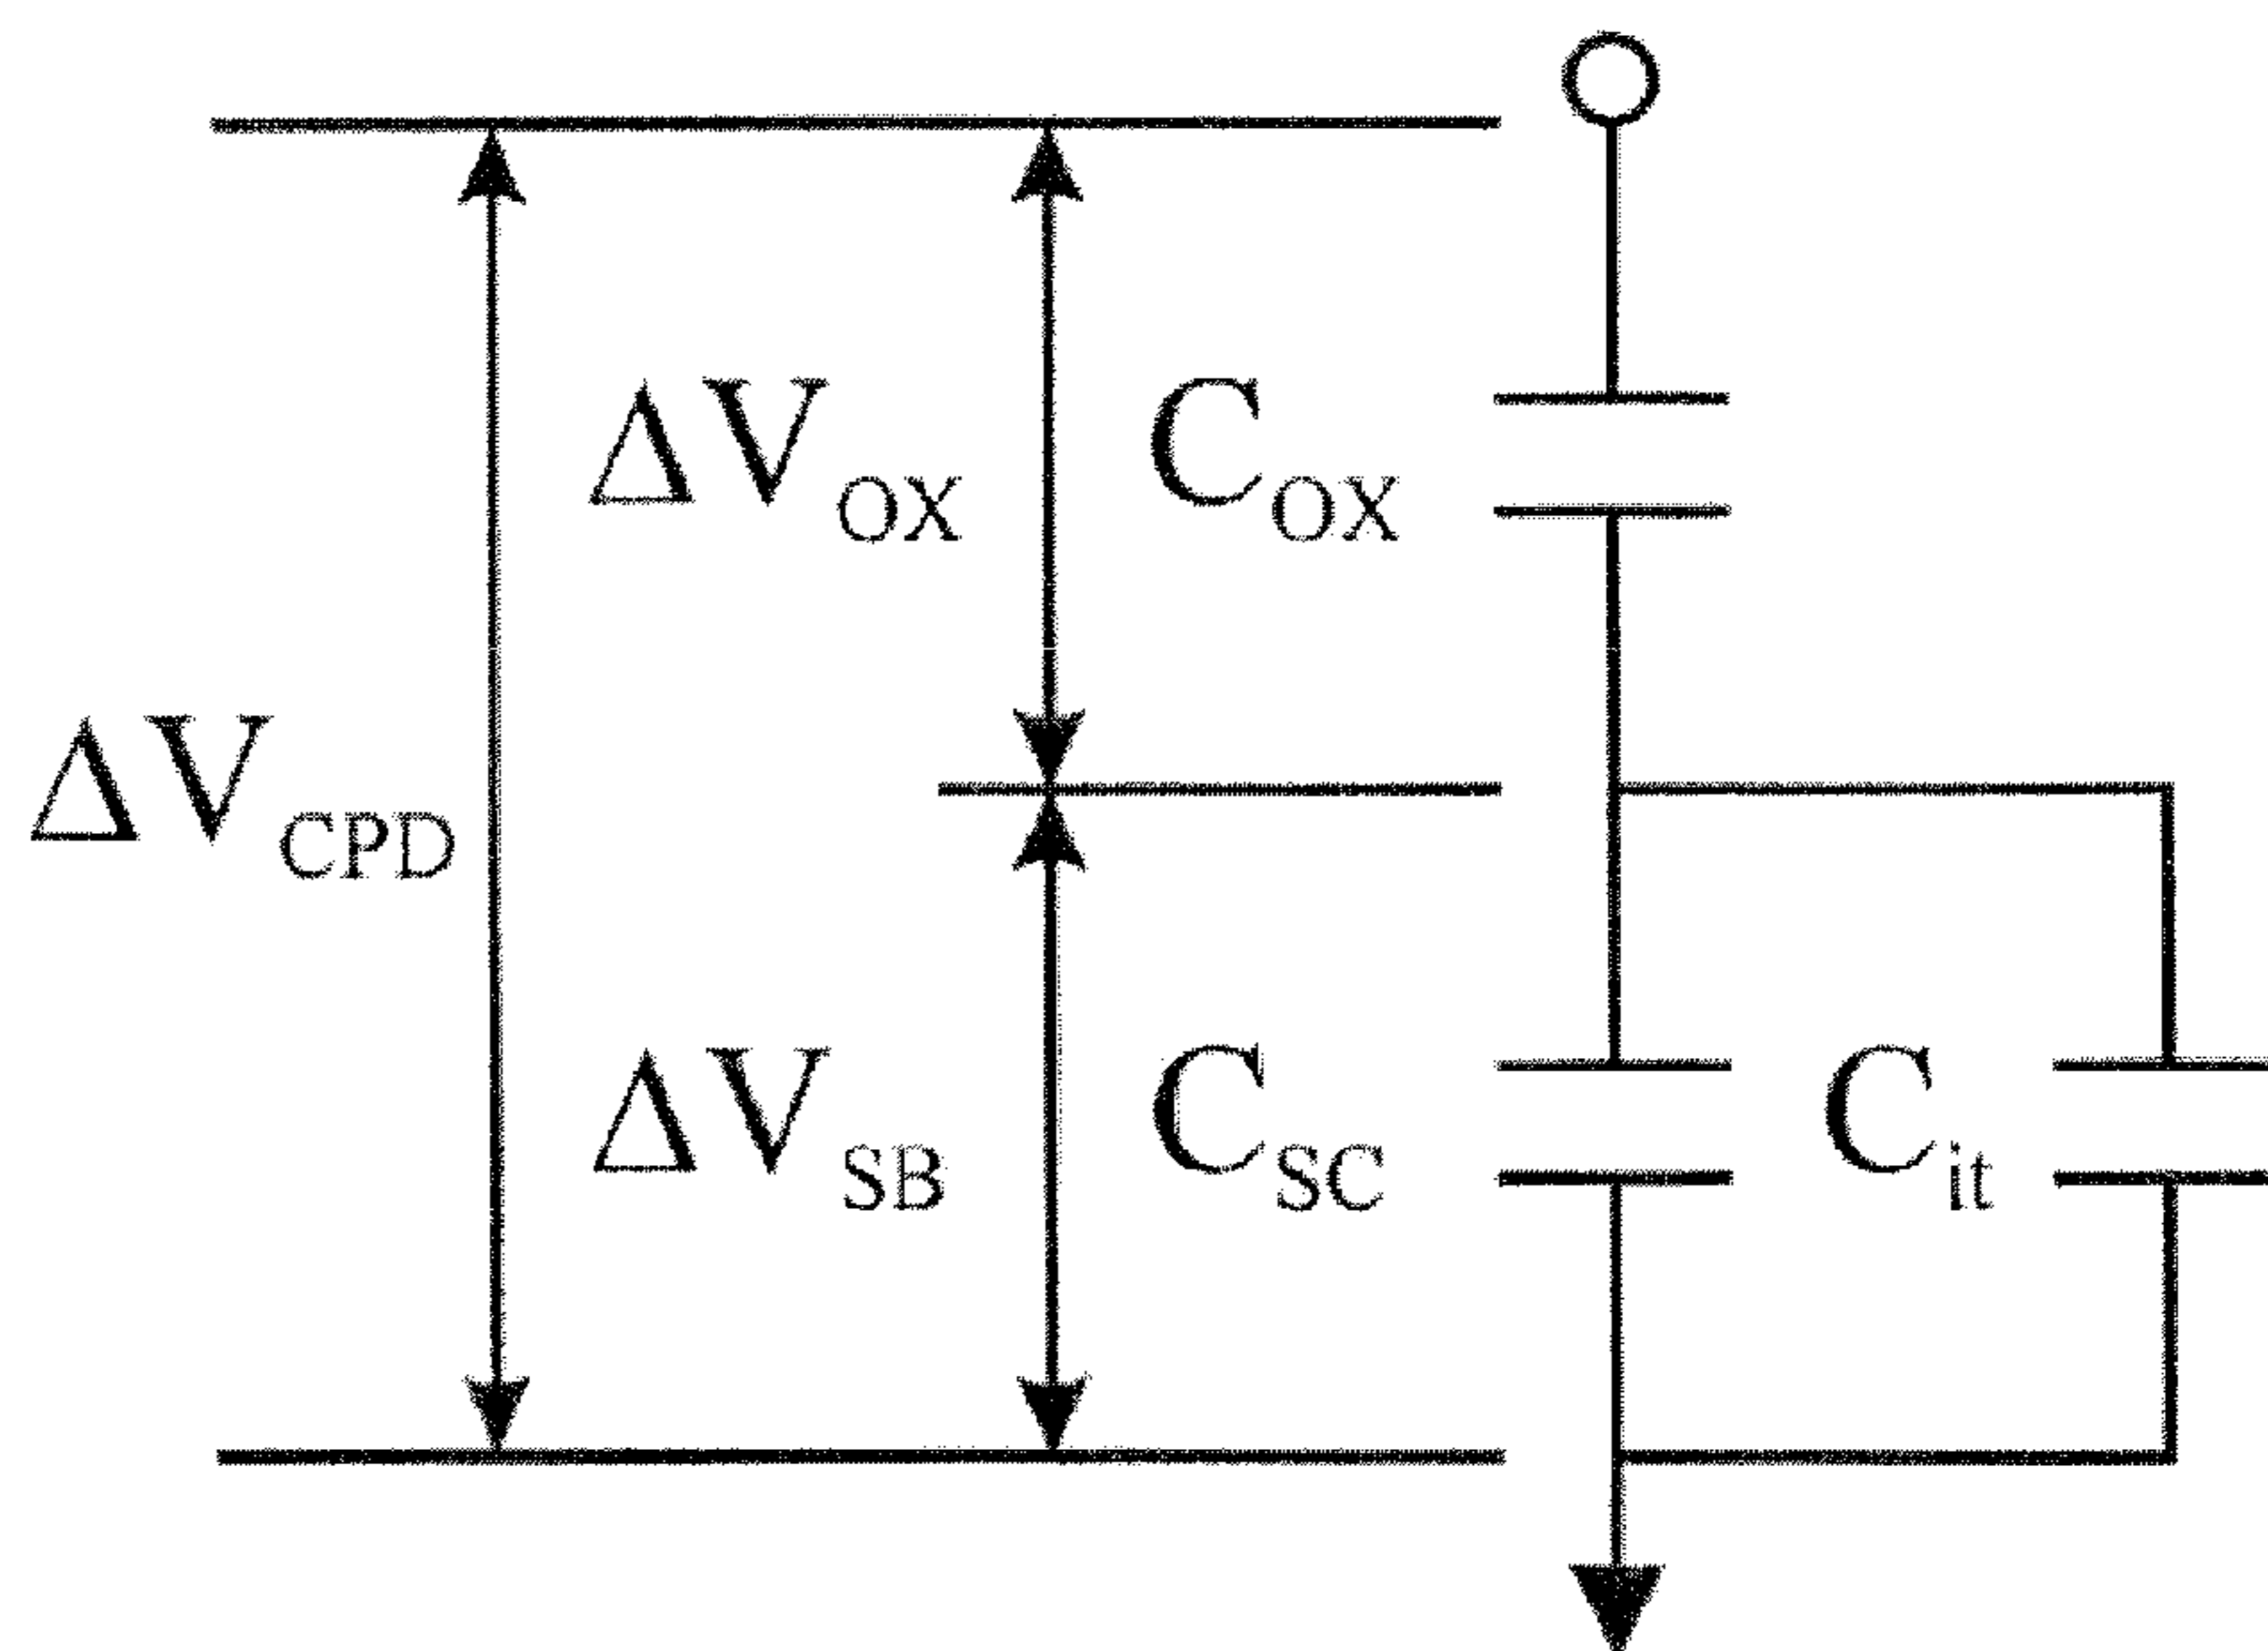 ΔV_OX
C_OX
ΔV_CPD
ΔV_SB
C_SC
C_it